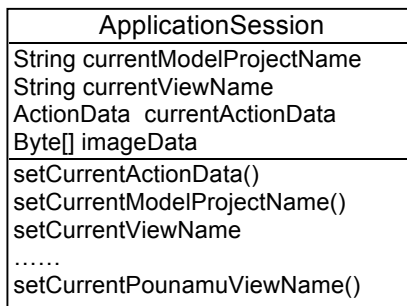 ApplicationSession
String currentModelProjectName
String currentViewName
ActionData currentActionData
Byte[] imageData
setCurrentActionData()
setCurrentModelProjectName()
setCurrentViewName
……
setCurrentPounamuViewName()